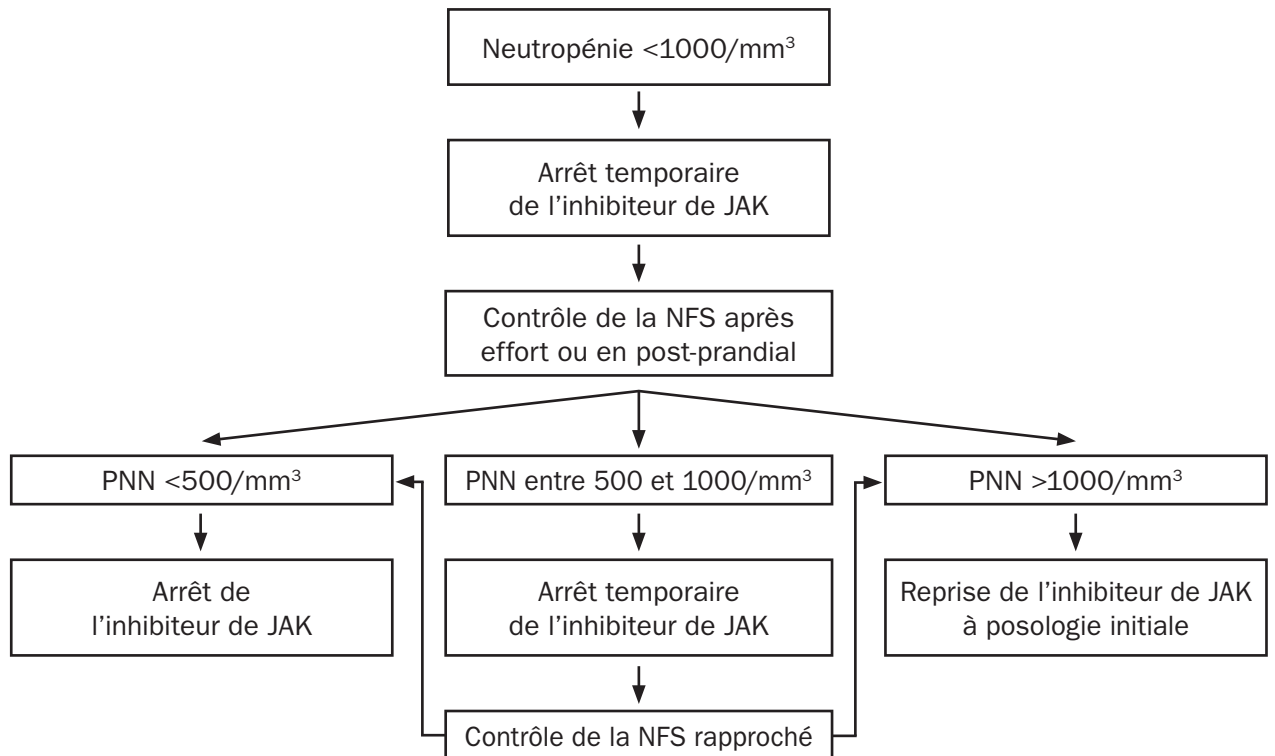 Neutropénie <1000/mm³
Arrêt temporaire
de l’inhibiteur de JAK
Contrôle de la NFS après
effort ou en post-prandial
PNN <500/mm³
PNN entre 500 et 1000/mm³
PNN >1000/mm³
Arrêt de
l’inhibiteur de JAK
Arrêt temporaire
de l’inhibiteur de JAK
Reprise de l’inhibiteur de JAK
à posologie initiale
Contrôle de la NFS rapproché